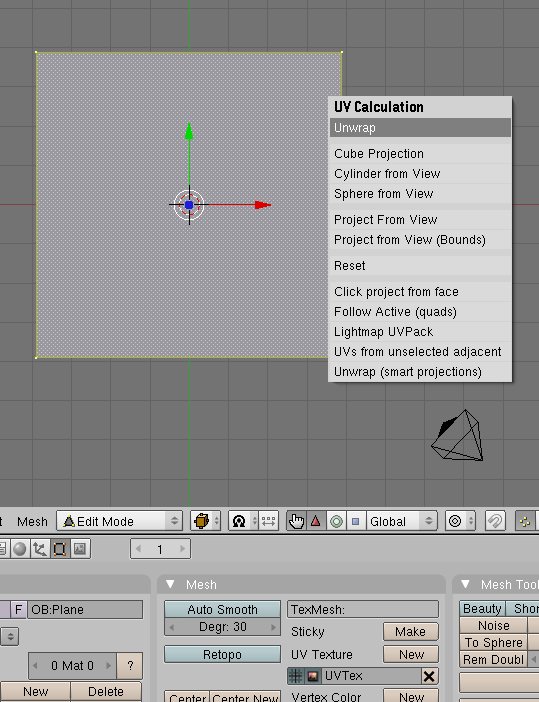 UV Calculation
Unwrap
Cube Projection
Cylinder from View
Sphere from View
Project From View
Project from View (Bounds)
Reset
Click project from face
Follow Active (quads)
Lightmap UVPack
UVs from unselected adjacent
Unwrap (smart projections)
Mesh
Edit Mode
Global
1
Mesh
Mesh Tool
F OB:Plane
Auto Smooth
TexMesh:
Beauty Shor
Degr: 30
Sticky
Make
Noise
To Sphere
Retopo
UV Texture
New
Rem Doubl
0 Mat 0
?
UVTex
New
Delete
Center
Center New
Vertex Color
New